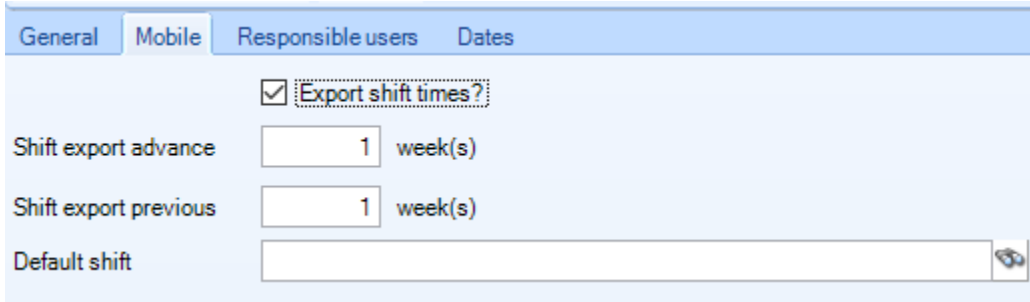 General Mobile Responsible users Dates
Export shift times?
Shift export advance 1 week(s)
Shift export previous 1 week(s)
Default shift